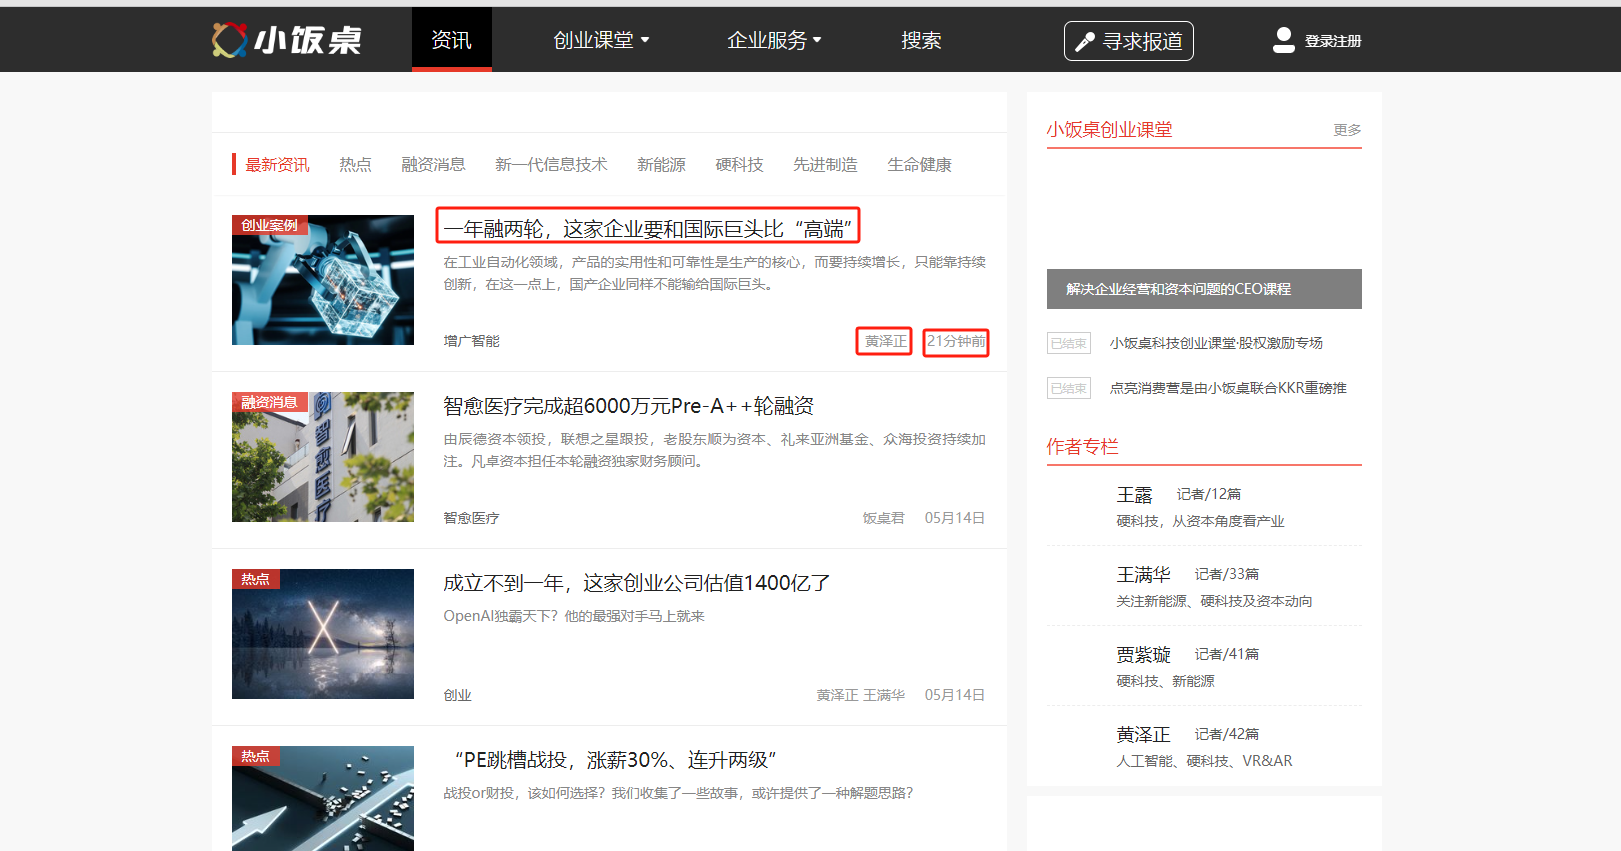 小饭桌
资讯
创业课堂
企业服务
搜索
寻求报道
登录注册
最新资讯
热点
融资消息
新一代信息技术
新能源
硬科技
先进制造
生命健康
创业案例
一年融两轮，这家企业要和国际巨头比“高端”
在工业自动化领域，产品的实用性和可靠性是生产的核心，而要持续增长，只能靠持续
创新，在这一点上，国产企业同样不能输给国际巨头。
增广智能
黄泽正
21分钟前
融资消息
智愈医疗
智愈医疗完成超6000万元Pre-A++轮融资
由辰德资本领投，联想之星跟投，老股东顺为资本、礼来亚洲基金、众海投资持续加
注。凡卓资本担任本轮融资独家财务顾问。
智愈医疗
饭桌君
05月14日
热点
成立不到一年，这家创业公司估值1400亿了
OpenAI独霸天下？他的最强对手马上就来
创业
黄泽正 王满华
05月14日
热点
“PE跳槽战投，涨薪30%、连升两级”
战投or财投，该如何选择？我们收集了一些故事，或许提供了一种解题思路？
小饭桌创业课堂
更多
解决企业经营和资本问题的CEO课程
已结束
小饭桌科技创业课堂·股权激励专场
已结束
点亮消费营是由小饭桌联合KKR重磅推
作者专栏
王露
记者/12篇
硬科技，从资本角度看产业
王满华
记者/33篇
关注新能源、硬科技及资本动向
贾紫璇
记者/41篇
硬科技、新能源
黄泽正
记者/42篇
人工智能、硬科技、VR&AR